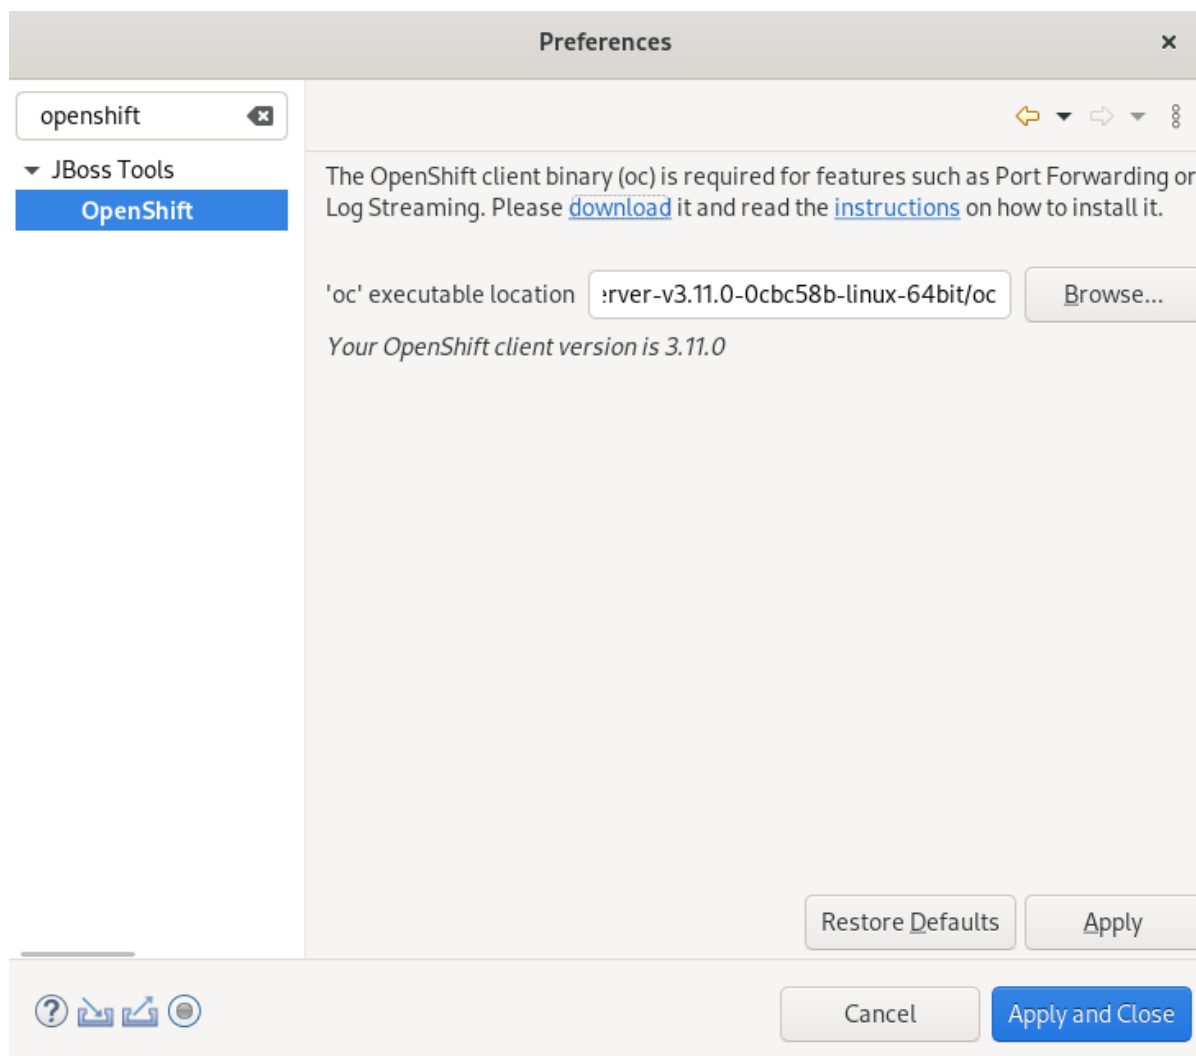 Preferences
openshift
JBoss Tools
OpenShift
The OpenShift client binary (oc) is required for features such as Port Forwarding or
Log Streaming. Please download it and read the instructions on how to install it.
'oc' executable location rver-v3.11.0-0cbc58b-linux-64bit/oc Browse...
Your OpenShift client version is 3.11.0
Restore Defaults Apply
Cancel Apply and Close